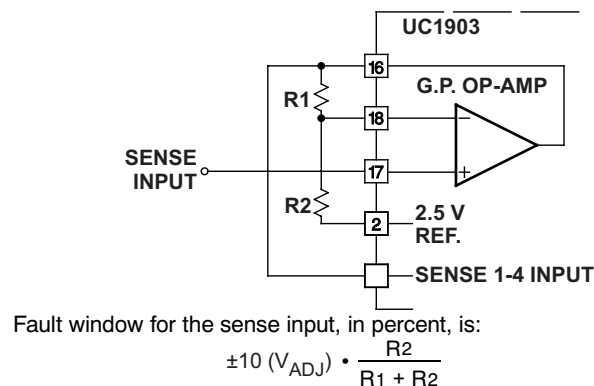 UC1903
16
G.P. OP-AMP
R1
18
−
SENSE
INPUT
17
+
R2
2
2.5 V
REF.
SENSE 1-4 INPUT
Fault window for the sense input, in percent, is:
±10 (VADJ) • R2
R1 + R2